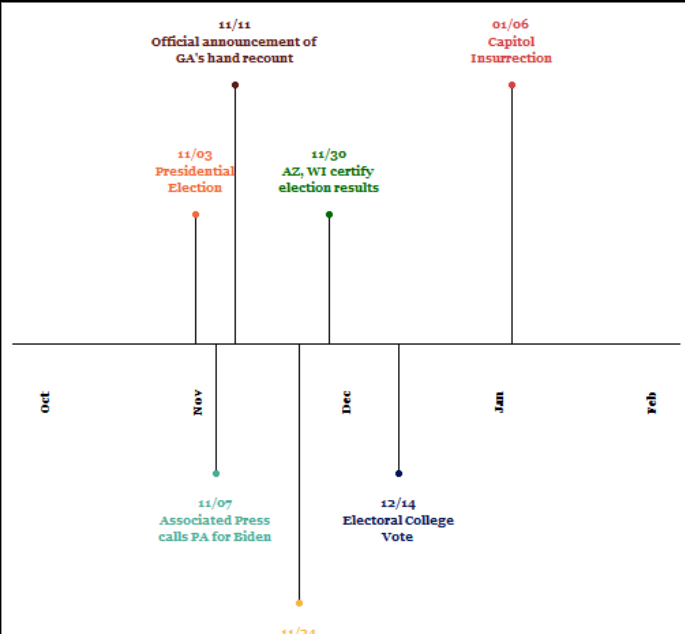 11/11
Official announcement of
GA's hand recount
01/06
Capitol
Insurrection
11/03
Presidential
Election
11/30
AZ, WI certify
election results
Oct
Nov
Dec
Jan
Feb
11/07
Associated Press
calls PA for Biden
12/14
Electoral College
Vote
11/24